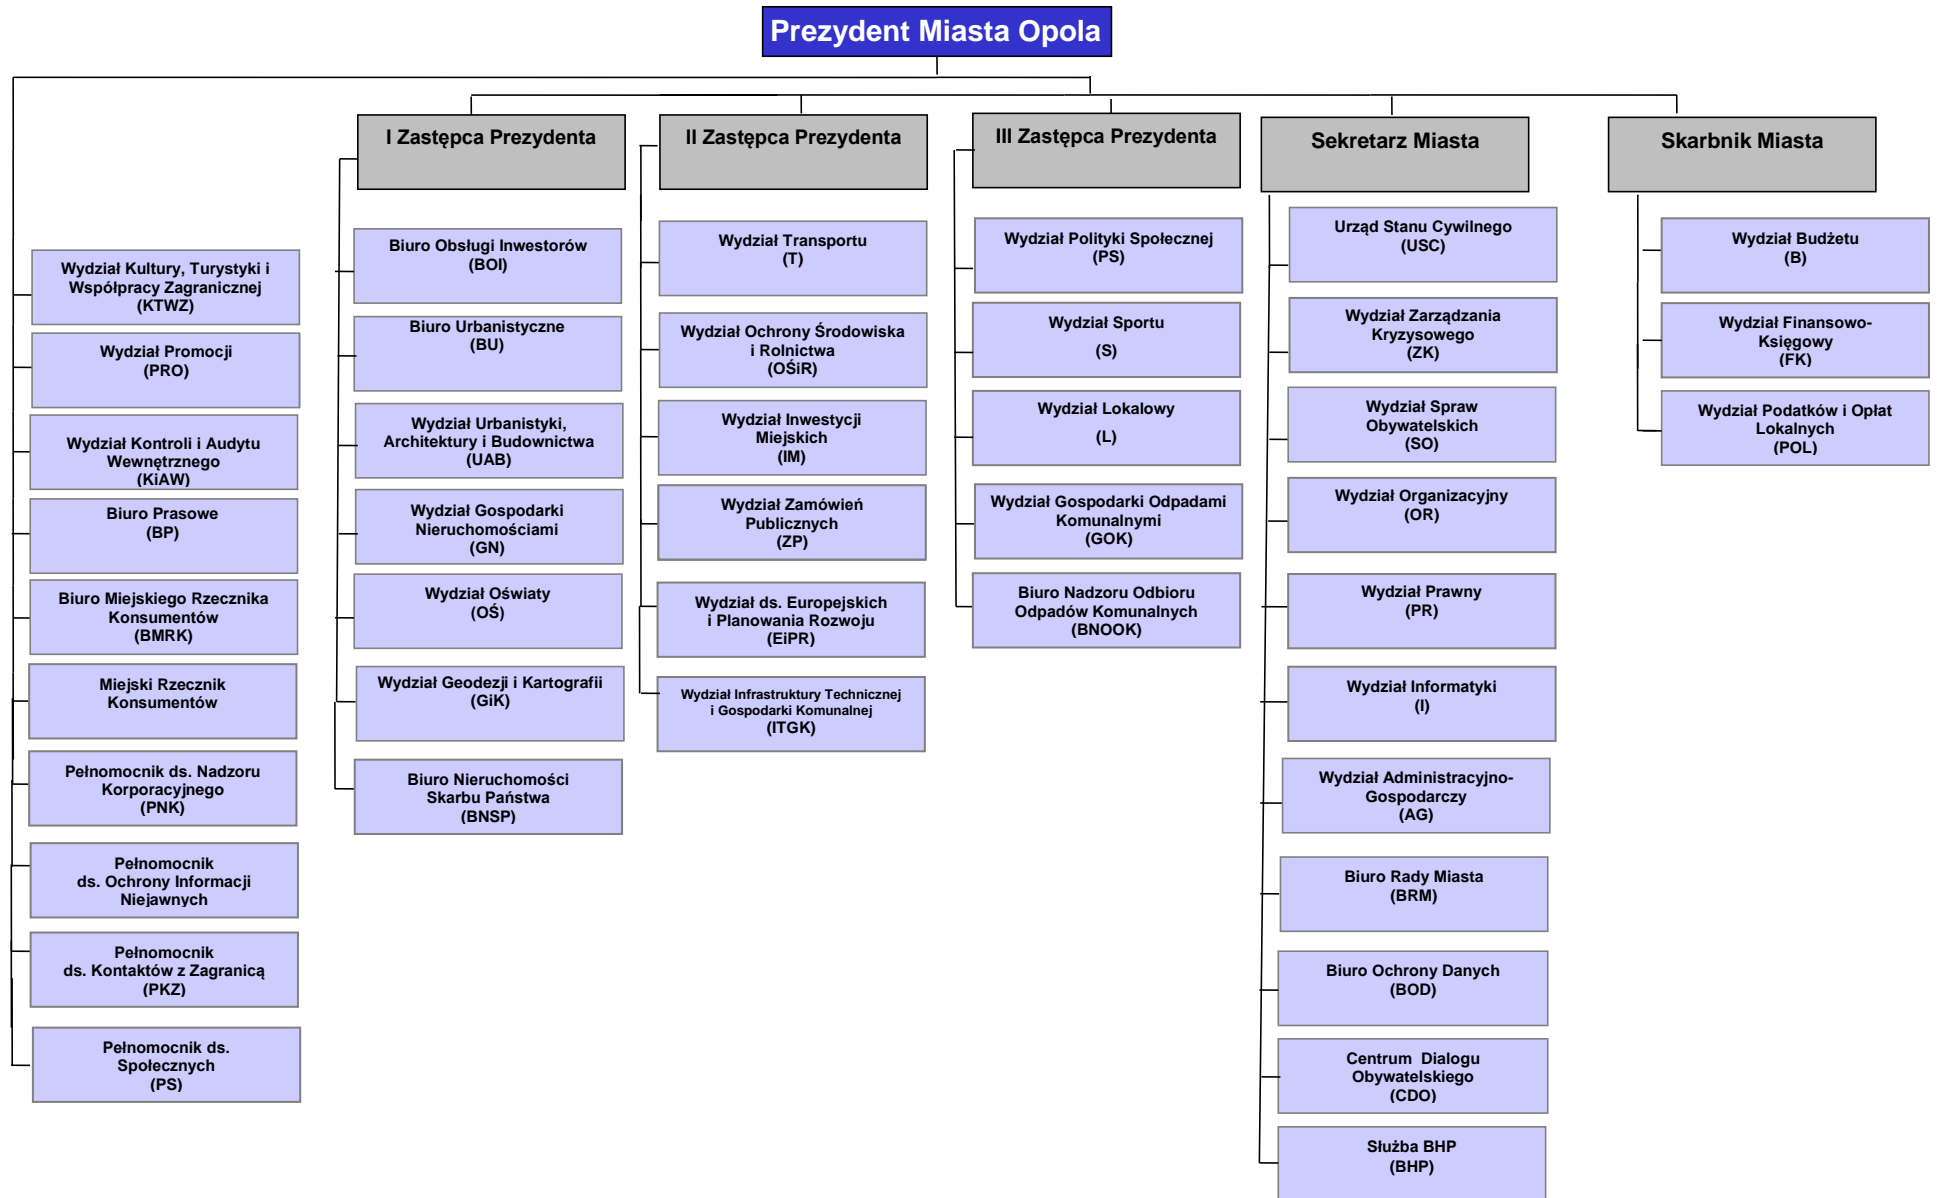 Prezydent Miasta Opola
I Zastępca Prezydenta
II Zastępca Prezydenta
III Zastępca Prezydenta
Sekretarz Miasta
Skarbnik Miasta
Wydział Kultury, Turystyki i
Współpracy Zagranicznej
(KTWZ)
Wydział Promocji
(PRO)
Wydział Kontroli i Audytu
Wewnętrznego
(KiAW)
Biuro Prasowe
(BP)
Biuro Miejskiego Rzecznika
Konsumentów
(BMRK)
Miejski Rzecznik
Konsumentów
Pełnomocnik ds. Nadzoru
Korporacyjnego
(PNK)
Pełnomocnik
ds. Ochrony Informacji
Niejawnych
Pełnomocnik
ds. Kontaktów z Zagranicą
(PKZ)
Pełnomocnik ds.
Społecznych
(PS)
Biuro Obsługi Inwestorów
(BOI)
Biuro Urbanistyczne
(BU)
Wydział Urbanistyki,
Architektury i Budownictwa
(UAB)
Wydział Gospodarki
Nieruchomościami
(GN)
Wydział Oświaty
(OŚ)
Wydział Geodezji i Kartografii
(GiK)
Biuro Nieruchomości
Skarbu Państwa
(BNSP)
Wydział Transportu
(T)
Wydział Ochrony Środowiska
i Rolnictwa
(OŚiR)
Wydział Inwestycji
Miejskich
(IM)
Wydział Zamówień
Publicznych
(ZP)
Wydział ds. Europejskich
i Planowania Rozwoju
(EiPR)
Wydział Infrastruktury Technicznej
i Gospodarki Komunalnej
(ITGK)
Wydział Polityki Społecznej
(PS)
Wydział Sportu
(S)
Wydział Lokalowy
(L)
Wydział Gospodarki Odpadami
Komunalnymi
(GOK)
Biuro Nadzoru Odbioru
Odpadów Komunalnych
(BNOOK)
Urząd Stanu Cywilnego
(USC)
Wydział Zarządzania
Kryzysowego
(ZK)
Wydział Spraw
Obywatelskich
(SO)
Wydział Organizacyjny
(OR)
Wydział Prawny
(PR)
Wydział Informatyki
(I)
Wydział Administracyjno-
Gospodarczy
(AG)
Biuro Rady Miasta
(BRM)
Biuro Ochrony Danych
(BOD)
Centrum Dialogu
Obywatelskiego
(CDO)
Służba BHP
(BHP)
Wydział Budżetu
(B)
Wydział Finansowo-
Księgowy
(FK)
Wydział Podatków i Opłat
Lokalnych
(POL)